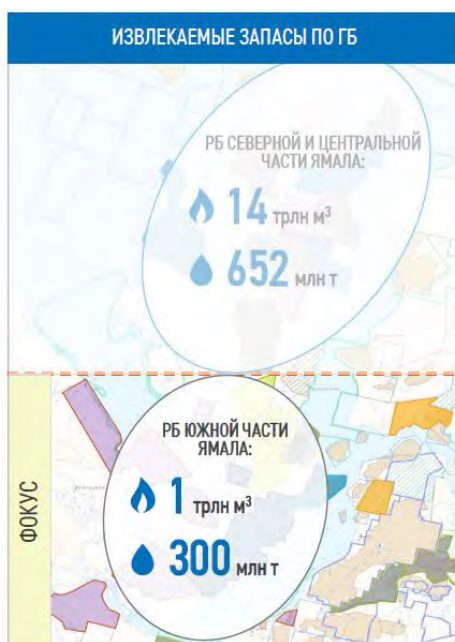 ИЗВЛЕКАЕМЫЕ ЗАПАСЫ ПО ГБ
РБ СЕВЕРНОЙ И ЦЕНТРАЛЬНОЙ
ЧАСТИ ЯМАЛА:
14 трлн м³
652 млн т
ФОКУС
РБ ЮЖНОЙ ЧАСТИ
ЯМАЛА:
1 трлн м³
300 млн т